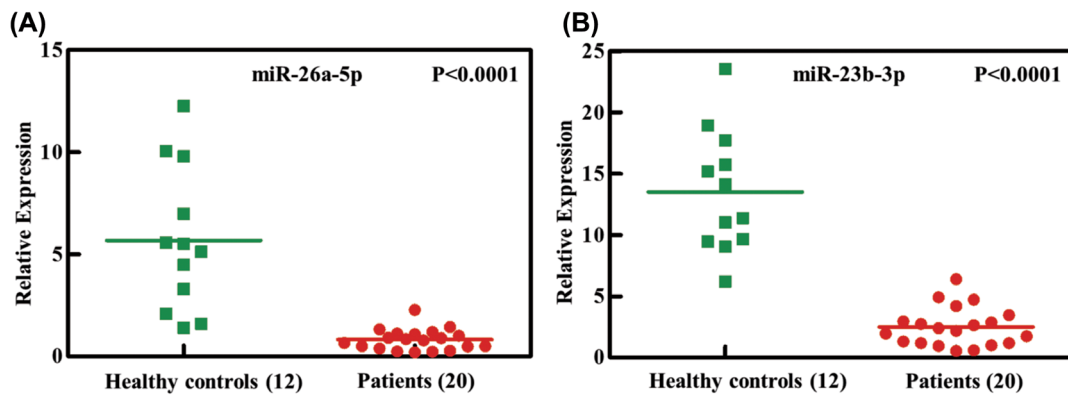 (A)
miR-26a-5p P<0.0001
Relative Expression
15
10
5
0
Healthy controls (12) Patients (20)
(B)
miR-23b-3p P<0.0001
Relative Expression
25
20
15
10
5
0
Healthy controls (12) Patients (20)